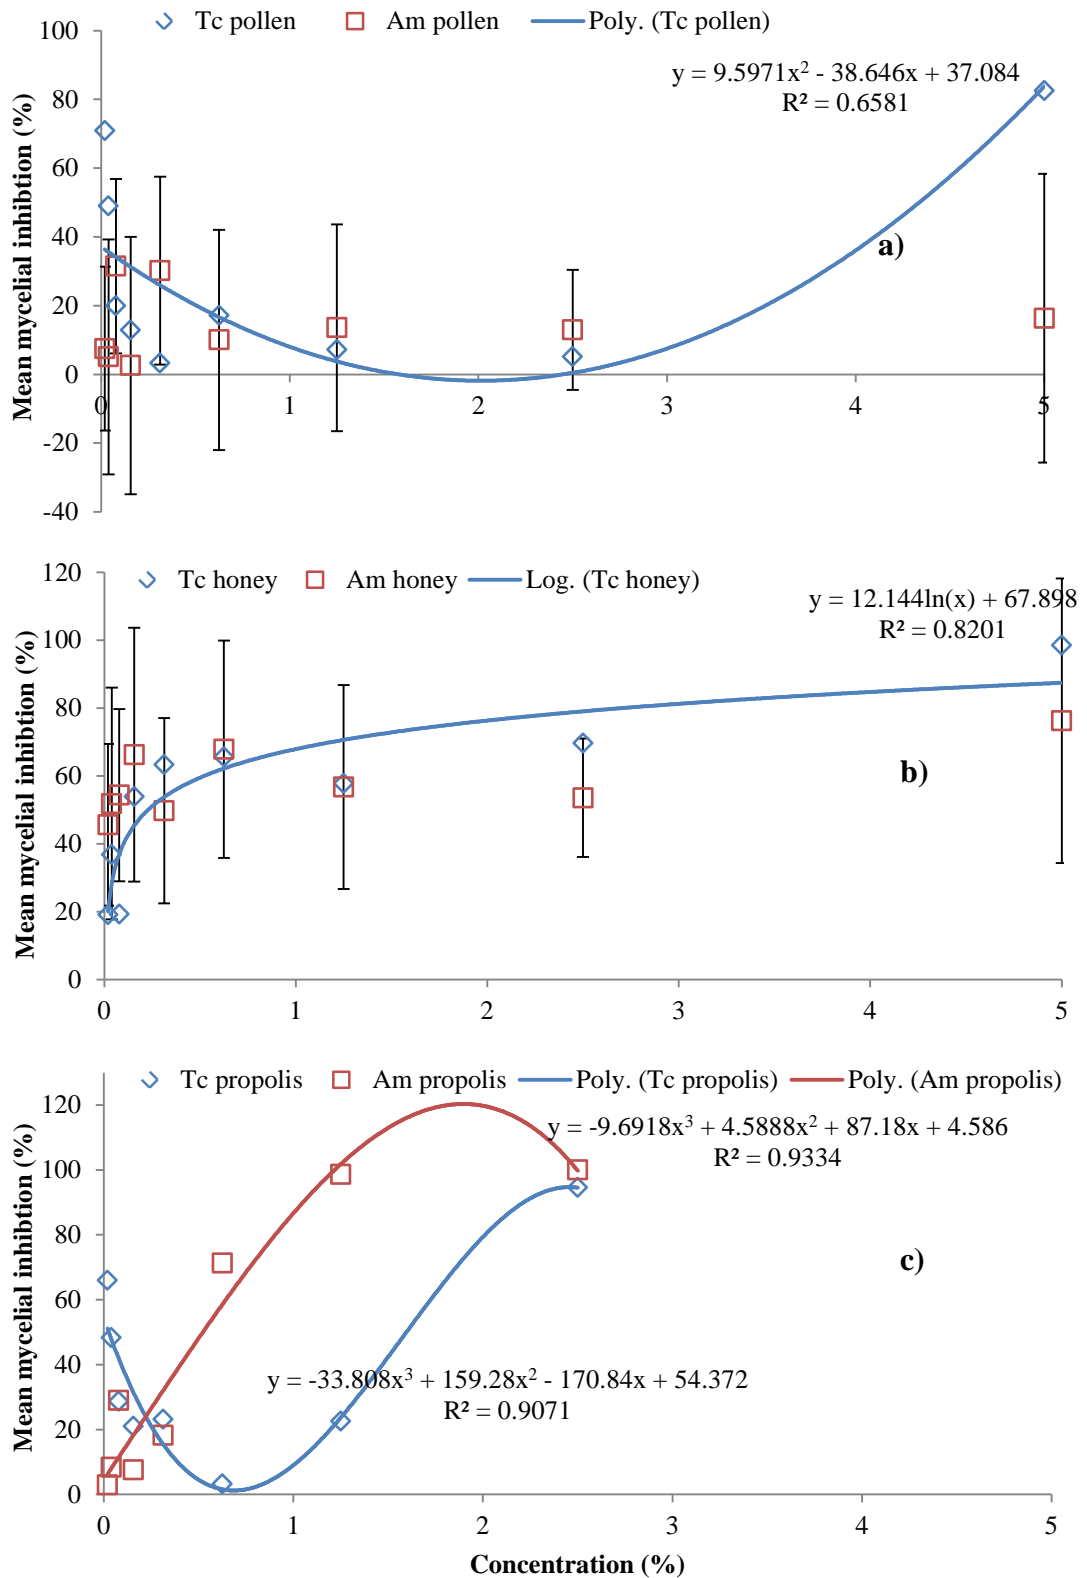 Tc pollen Am pollen Poly. (Tc pollen)
100
y = 9.5971x² - 38.646x + 37.084
R² = 0.6581
80
60
40
20
0
-20
-40
Mean mycelial inhibtion (%)
a)
0 1 2 3 4 5
Tc honey Am honey Log. (Tc honey)
120
y = 12.144ln(x) + 67.898
R² = 0.8201
100
80
60
40
20
0
Mean mycelial inhibtion (%)
b)
0 1 2 3 4 5
Tc propolis Am propolis Poly. (Tc propolis) Poly. (Am propolis)
120
y = -9.6918x³ + 4.5888x² + 87.18x + 4.586
R² = 0.9334
100
80
60
40
20
0
Mean mycelial inhibtion (%)
c)
y = -33.808x³ + 159.28x² - 170.84x + 54.372
R² = 0.9071
0 1 2 3 4 5
Concentration (%)